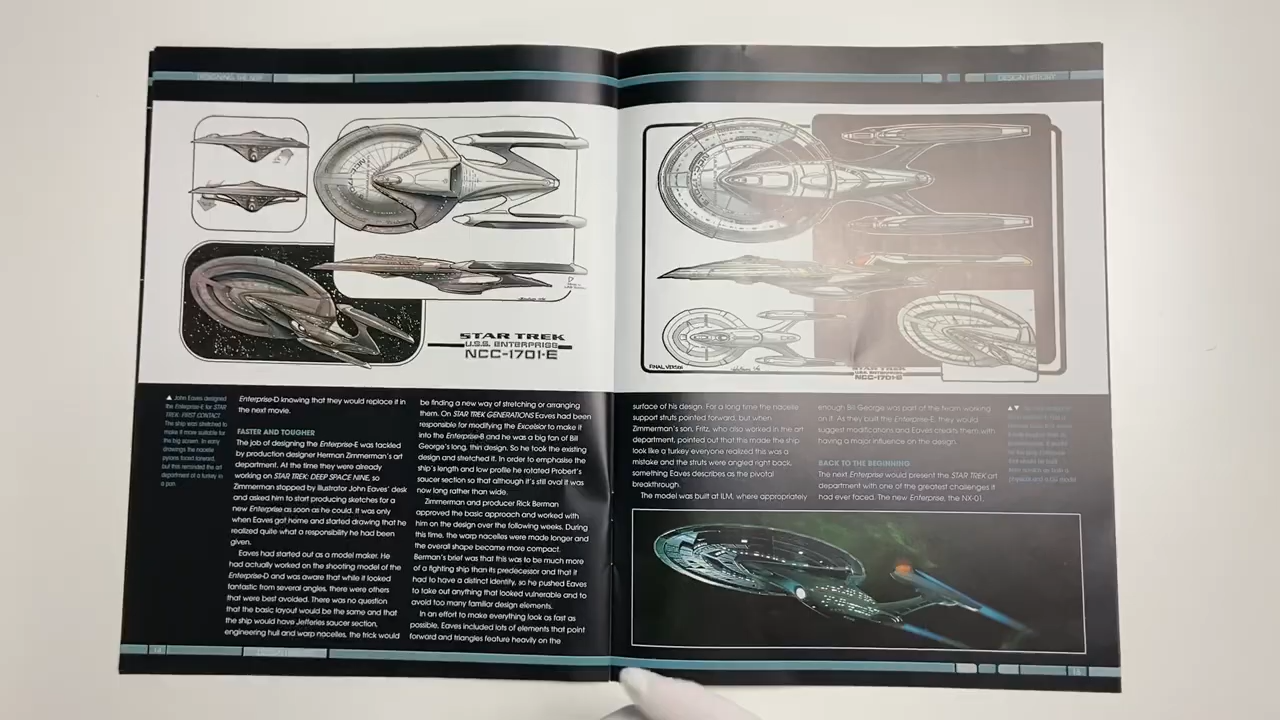 DESIGNING THE SHIP
DESIGN HISTORY
STAR TREK
U.S.S. ENTERPRISE
NCC-1701-E
FINAL VERSION
STAR TREK
U.S.S. ENTERPRISE
NCC-1701-E
▲ John Eaves designed
the Enterprise-E for STAR
TREK: FIRST CONTACT.
The ship was stretched to
make it more suitable for
the big screen. In early
drawings the nacelle
pylons faced forward,
but this reminded the art
department of a turkey in
a pan.
Enterprise-D knowing that they would replace it in
the next movie.
FASTER AND TOUGHER
The job of designing the Enterprise-E was tackled
by production designer Herman Zimmerman's art
department. At the time they were already
working on STAR TREK: DEEP SPACE NINE, so
Zimmerman stopped by illustrator John Eaves' desk
and asked him to start producing sketches for a
new Enterprise as soon as he could. It was only
when Eaves got home and started drawing that he
realized quite what a responsibility he had been
given.
Eaves had started out as a model maker. He
had actually worked on the shooting model of the
Enterprise-D and was aware that while it looked
fantastic from several angles, there were others
that were best avoided. There was no question
that the basic layout would be the same and that
the ship would have Jefferies saucer section,
engineering hull and warp nacelles, the trick would
be finding a new way of stretching or arranging
them. On STAR TREK GENERATIONS Eaves had been
responsible for modifying the Excelsior to make it
into the Enterprise-B and he was a big fan of Bill
George's long, thin design. So he took the existing
design and stretched it. In order to emphasise the
ship's length and low profile he rotated Probert's
saucer section so that although it's still oval it was
now long rather than wide.
Zimmerman and producer Rick Berman
approved the basic approach and worked with
him on the design over the following weeks. During
this time, the warp nacelles were made longer and
the overall shape became more compact.
Berman's brief was that this was to be much more
of a fighting ship than its predecessor and that it
had to have a distinct identity, so he pushed Eaves
to take out anything that looked vulnerable and to
avoid too many familiar design elements.
In an effort to make everything look as fast as
possible, Eaves included lots of elements that point
forward and triangles feature heavily on the
surface of his design. For a long time the nacelle
support struts pointed forward, but when
Zimmerman's son, Fritz, who also worked in the art
department, pointed out that this made the ship
look like a turkey everyone realized this was a
mistake and the struts were angled right back,
something Eaves describes as the pivotal
breakthrough.
The model was built at ILM, where appropriately
enough Bill George was part of the team working
on it. As they built the Enterprise-E, they would
suggest modifications and Eaves credits them with
having a major influence on the design.
BACK TO THE BEGINNING
The next Enterprise would present the STAR TREK art
department with one of the greatest challenges it
had ever faced. The new Enterprise, the NX-01,
14
15